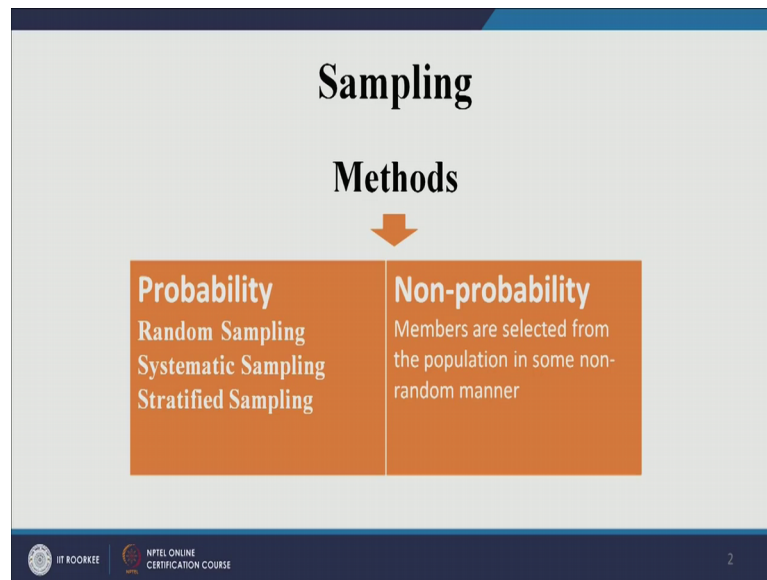 Sampling
Methods
Probability
Random Sampling
Systematic Sampling
Stratified Sampling
Non-probability
Members are selected from
the population in some non-
random manner
IIT ROORKEE
NPTEL
NPTEL ONLINE
CERTIFICATION COURSE
2